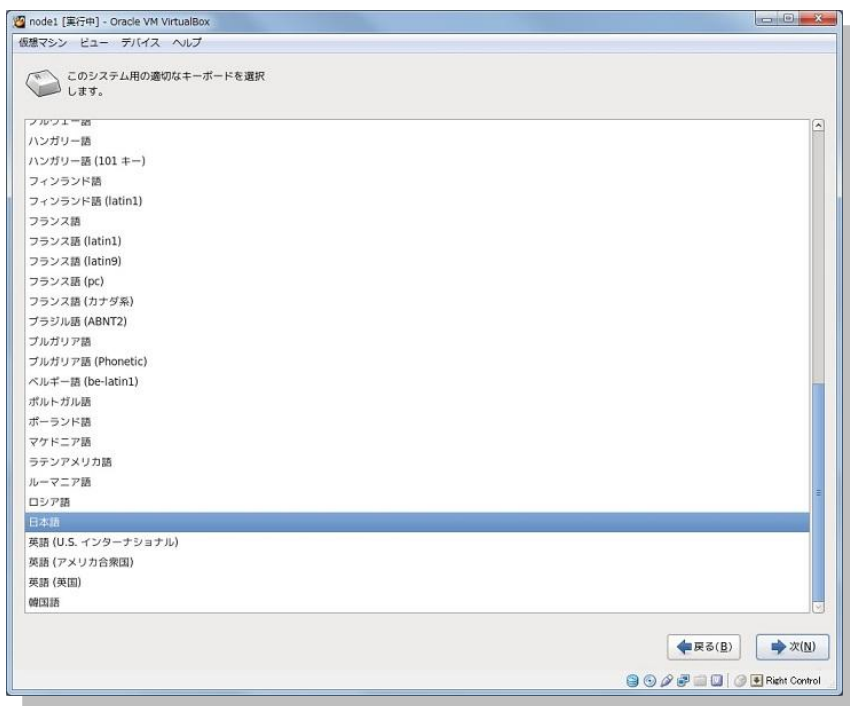 node1 [実行中] - Oracle VM VirtualBox
仮想マシン ビュー デバイス ヘルプ
このシステム用の適切なキーボードを選択
します。
ノルウェー語
ハンガリー語
ハンガリー語 (101 キー)
フィンランド語
フィンランド語 (latin1)
フランス語
フランス語 (latin1)
フランス語 (latin9)
フランス語 (pc)
フランス語 (カナダ系)
ブラジル語 (ABNT2)
ブルガリア語
ブルガリア語 (Phonetic)
ベルギー語 (be-latin1)
ポルトガル語
ポーランド語
マケドニア語
ラテンアメリカ語
ルーマニア語
ロシア語
日本語
英語 (U.S. インターナショナル)
英語 (アメリカ合衆国)
英語 (英国)
韓国語
戻る(B) 次(N)
Right Control